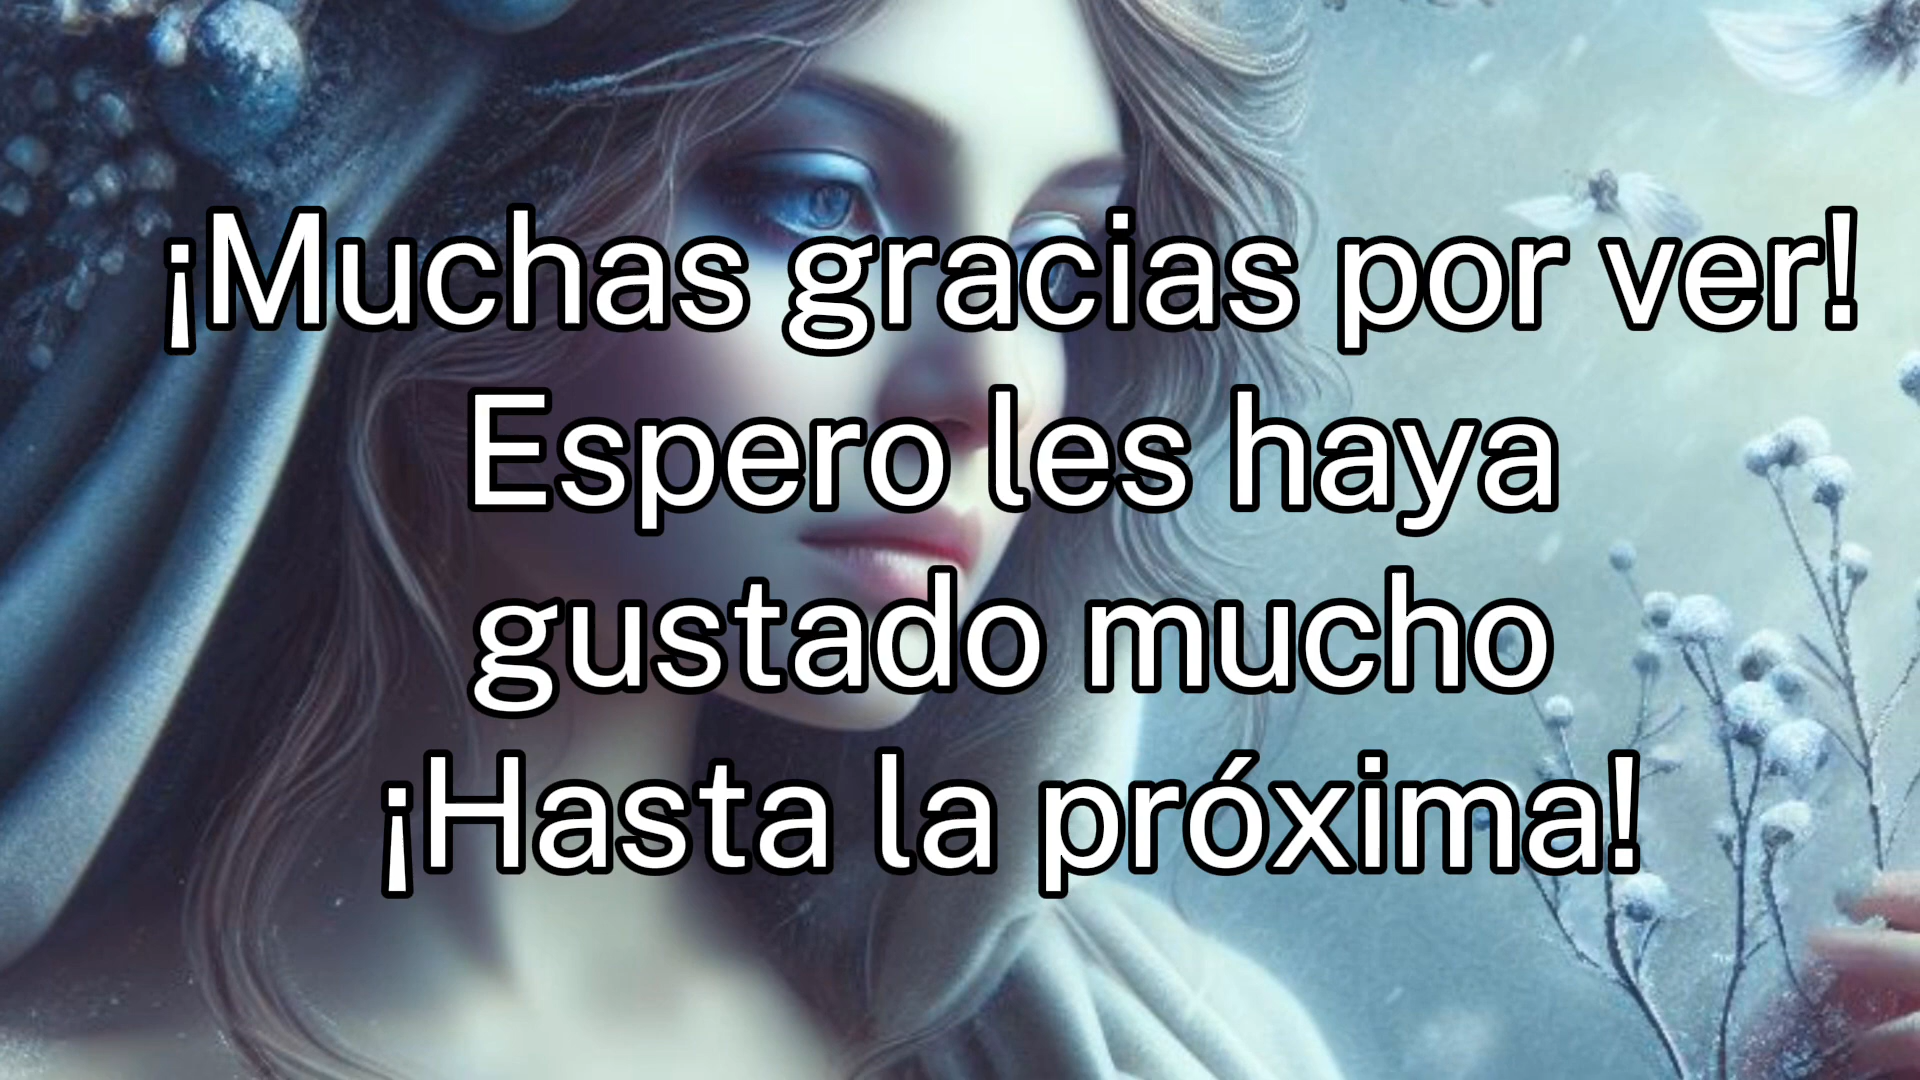 ¡Muchas gracias por ver!
Espero les haya
gustado mucho
¡Hasta la próxima!